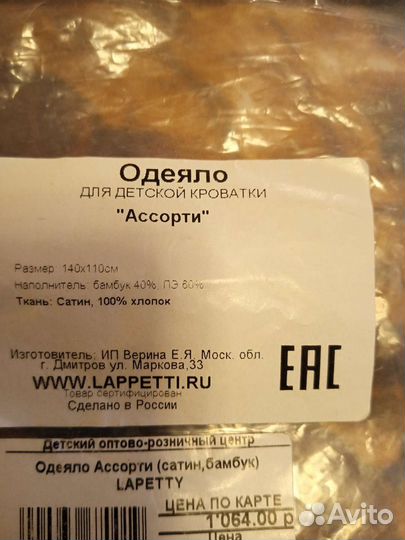 Одеяло
ДЛЯ ДЕТСКОЙ КРОВАТКИ
"Ассорти"
Размер: 140х110см
Наполнитель: бамбук 40%, ПЭ 60%
Ткань: Сатин, 100% хлопок
Изготовитель: ИП Верина Е.Я, Моск. обл.
г. Дмитров ул. Маркова,33
WWW.LAPPETTI.RU
Товар сертифицирован
Сделано в России
EAC
Детский оптово-розничный центр
Одеяло Ассорти (сатин,бамбук)
LAPETTY
ЦЕНА ПО КАРТЕ
1'064.00 р
Цена
Avito